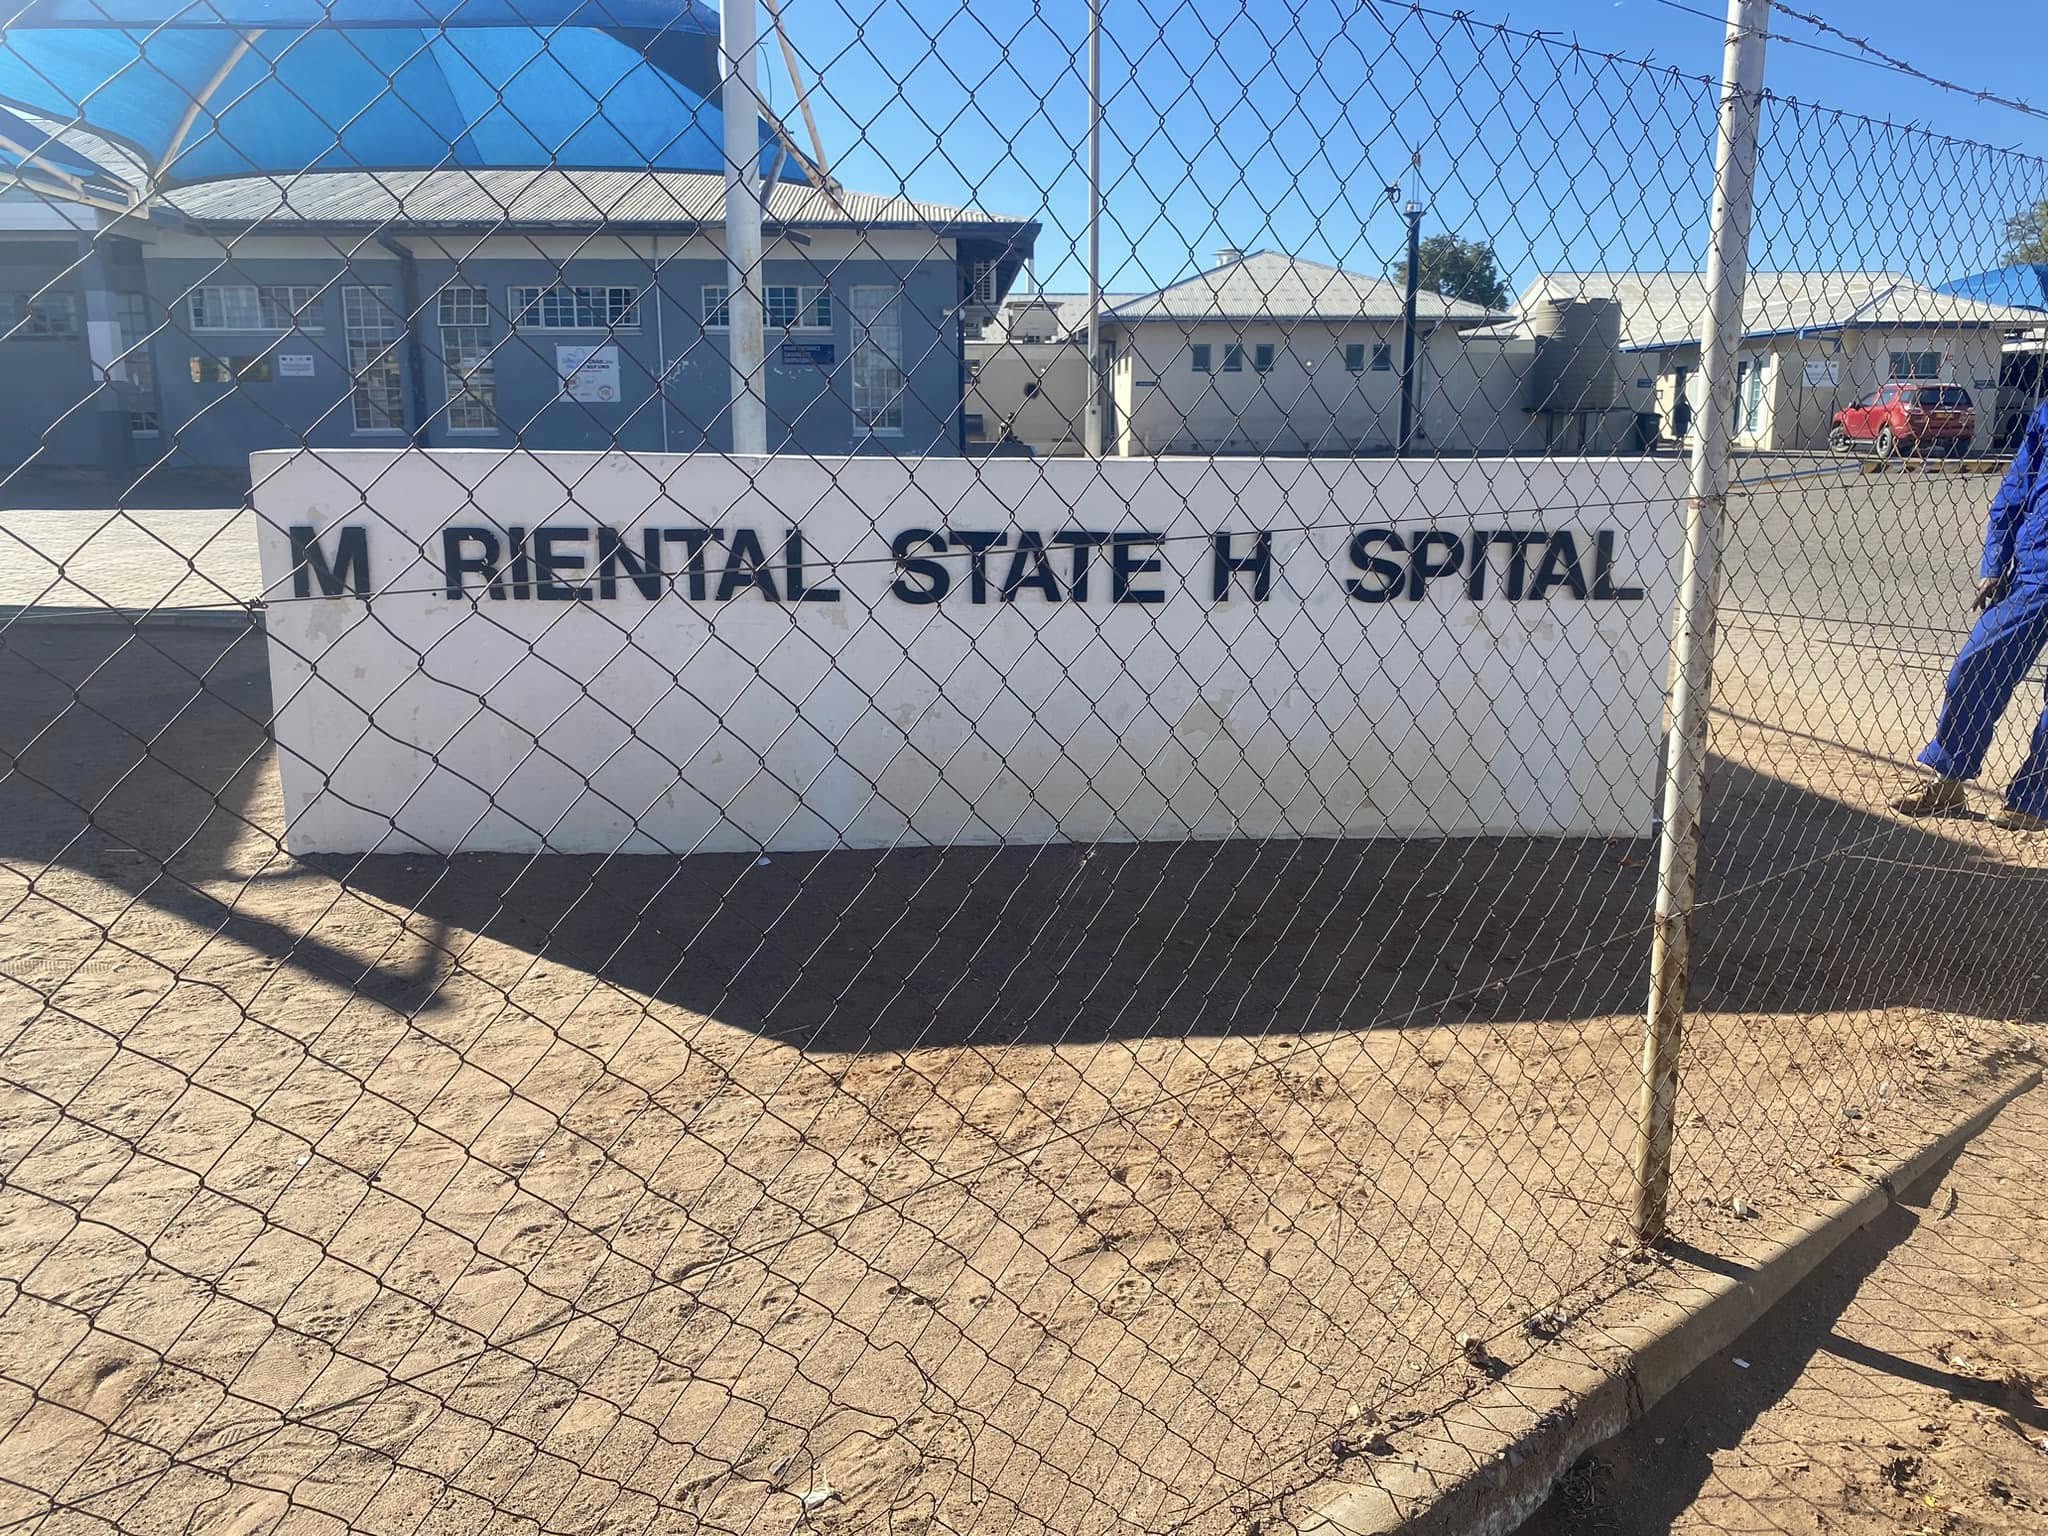 M RIENTAL STATE H SPITAL